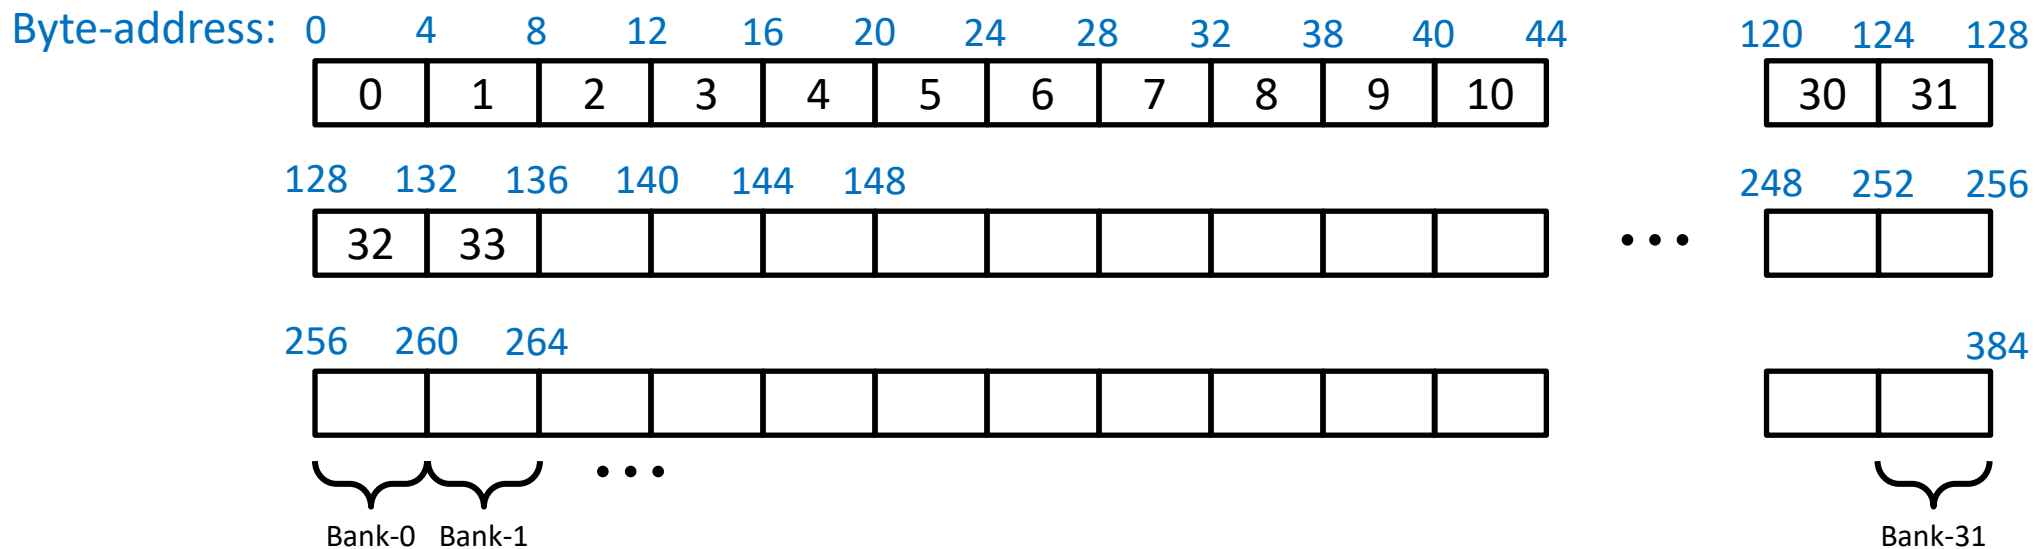 Byte-address: 0 4 8 12 16 20 24 28 32 38 40 44 120 124 128
0 1 2 3 4 5 6 7 8 9 10 30 31
128 132 136 140 144 148 248 252 256
32 33 •••
256 260 264 384
•••
Bank-0 Bank-1 Bank-31